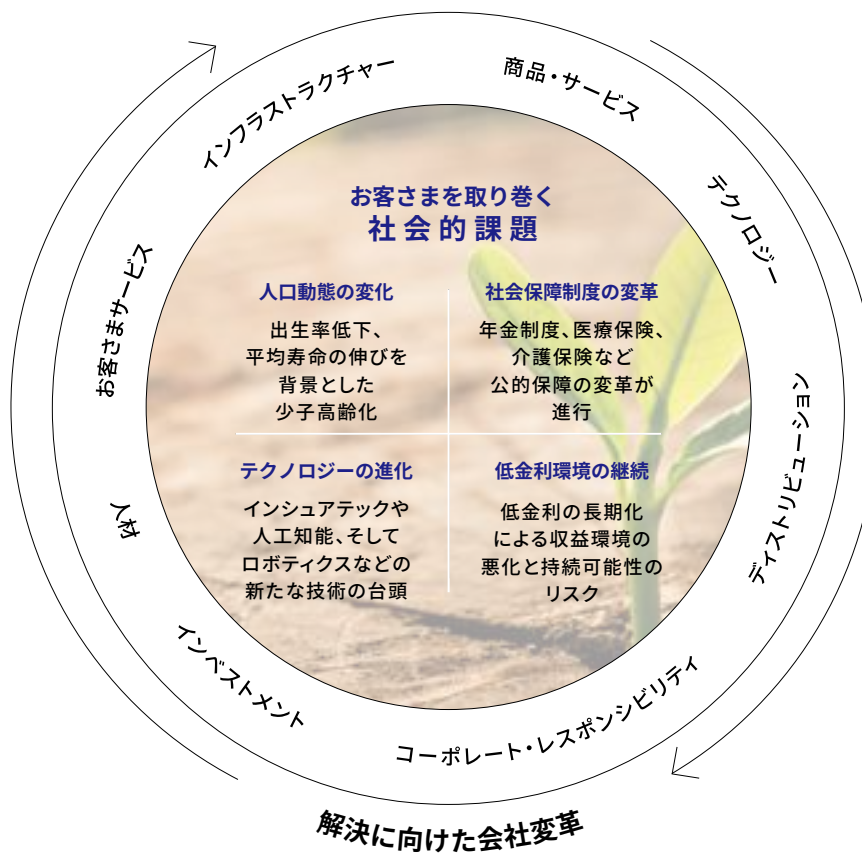 商品・サービス
テクノロジー
ディストリビューション
コーポレート・レスポンシビリティ
インベストメント
人材
お客さまサービス
インフラストラクチャー
お客さまを取り巻く
社会的課題
人口動態の変化
出生率低下、
平均寿命の伸びを
背景とした
少子高齢化
社会保障制度の変革
年金制度、医療保険、
介護保険など
公的保障の変革が
進行
テクノロジーの進化
インシュアテックや
人工知能、そして
ロボティクスなどの
新たな技術の台頭
低金利環境の継続
低金利の長期化
による収益環境の
悪化と持続可能性の
リスク
解決に向けた会社変革